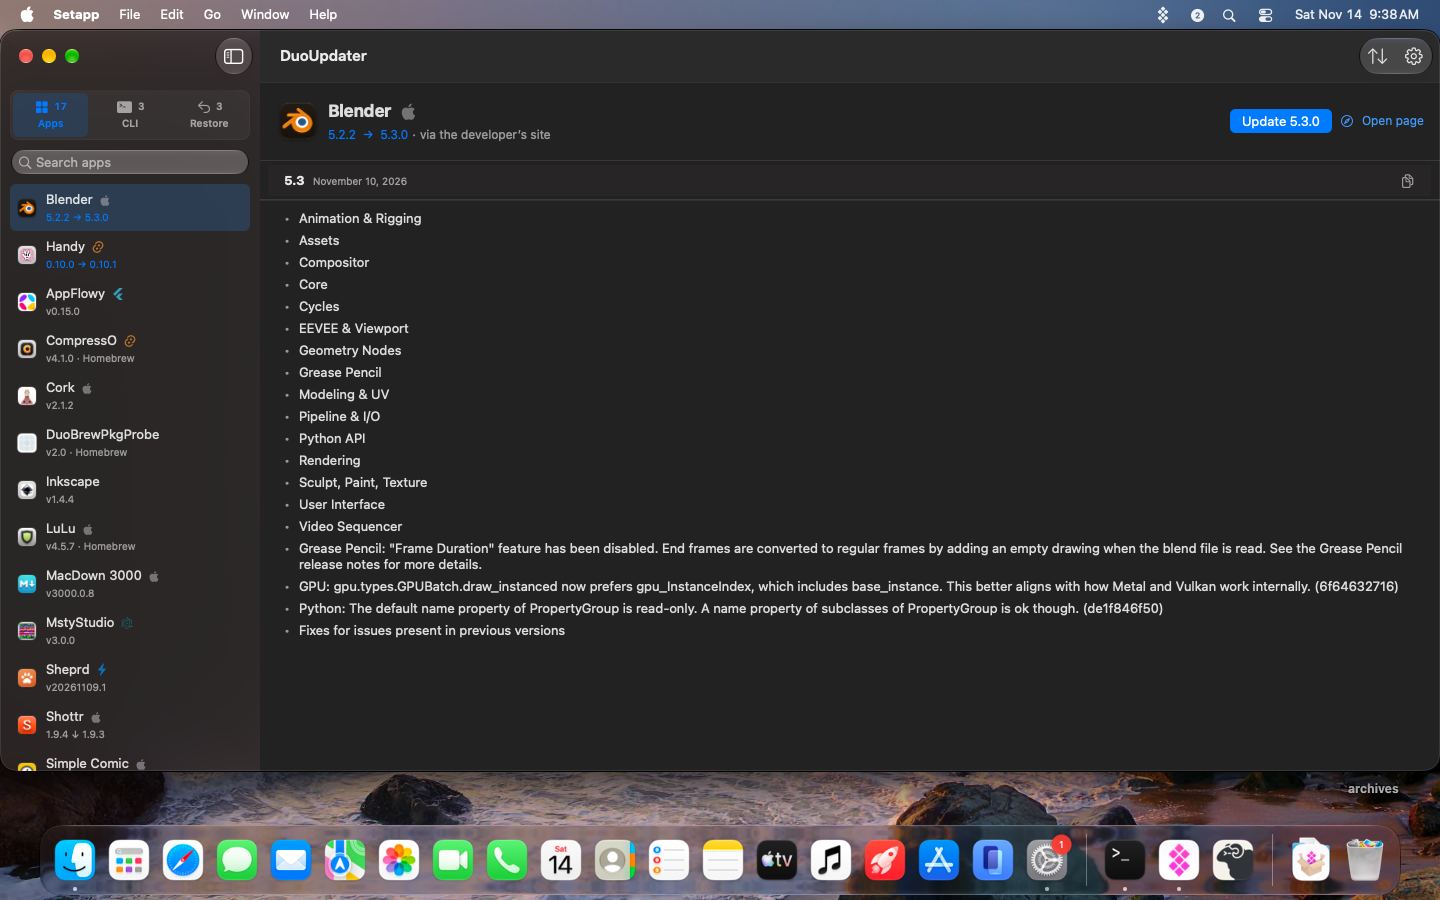 Setapp File Edit Go Window Help
2
Sat Nov 14 9:38 AM
DuoUpdater
17
Apps
3
CLI
3
Restore
Search apps
Blender
5.2.2 → 5.3.0
Handy
0.10.0 → 0.10.1
AppFlowy
v0.15.0
CompressO
v4.1.0 · Homebrew
Cork
v2.1.2
DuoBrewPkgProbe
v2.0 · Homebrew
Inkscape
v1.4.4
LuLu
v4.5.7 · Homebrew
MacDown 3000
v3000.0.8
MstyStudio
v3.0.0
Sheprd
v20261109.1
Shottr
1.9.4 ↓ 1.9.3
Simple Comic
Blender
5.2.2 → 5.3.0 · via the developer's site
Update 5.3.0
Open page
5.3 November 10, 2026
• Animation & Rigging
• Assets
• Compositor
• Core
• Cycles
• EEVEE & Viewport
• Geometry Nodes
• Grease Pencil
• Modeling & UV
• Pipeline & I/O
• Python API
• Rendering
• Sculpt, Paint, Texture
• User Interface
• Video Sequencer
• Grease Pencil: "Frame Duration" feature has been disabled. End frames are converted to regular frames by adding an empty drawing when the blend file is read. See the Grease Pencil
release notes for more details.
• GPU: gpu.types.GPUBatch.draw_instanced now prefers gpu_InstanceIndex, which includes base_instance. This better aligns with how Metal and Vulkan work internally. (6f64632716)
• Python: The default name property of PropertyGroup is read-only. A name property of subclasses of PropertyGroup is ok though. (de1f846f50)
• Fixes for issues present in previous versions
archives
Sat
14
tv
1
>_